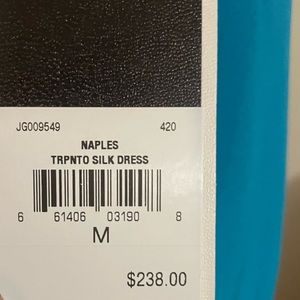 JG009549 420
NAPLES
TRPNTO SILK DRESS
6 61406 03190 8
M
$238.00